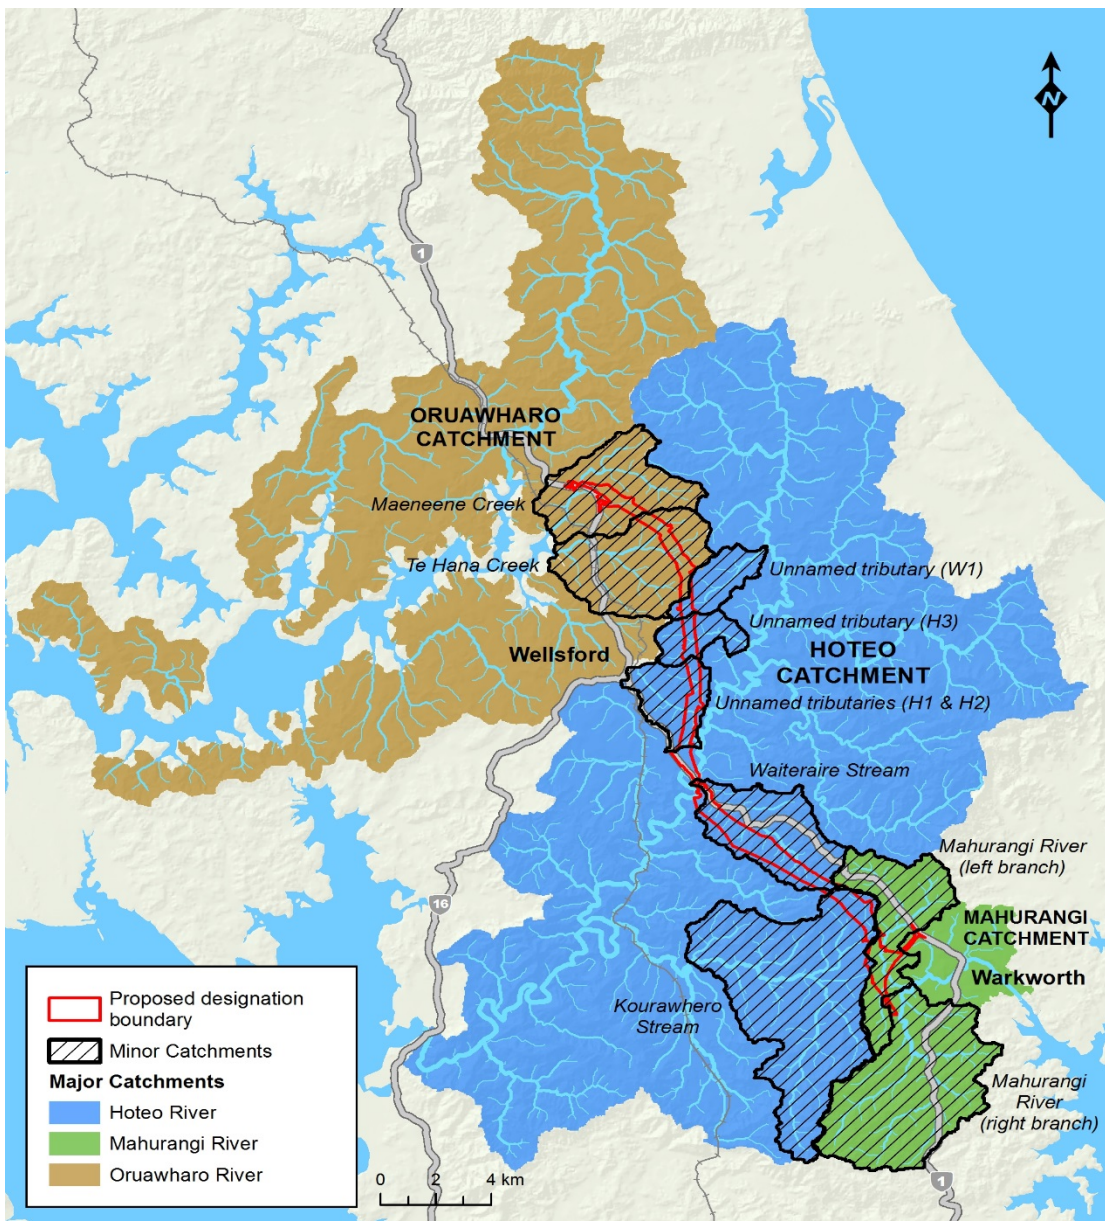 N
1
ORUAWHARO
CATCHMENT
Maeneene Creek
Te Hana Creek
Unnamed tributary (W1)
Unnamed tributary (H3)
Wellsford
HOTEO
CATCHMENT
Unnamed tributaries (H1 & H2)
Waiteraire Stream
Mahurangi River
(left branch)
16
MAHURANGI
CATCHMENT
Warkworth
Kourawhero
Stream
Mahurangi
River
(right branch)
1
Proposed designation
boundary
Minor Catchments
Major Catchments
Hoteo River
Mahurangi River
Oruawharo River
0 2 4 km